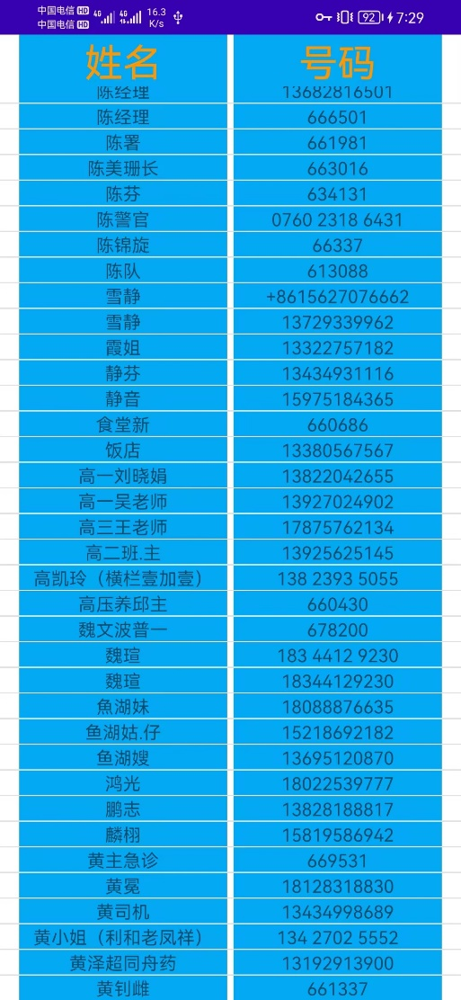 中国电信 HD 4G 4G 16.3 K/s 92 7:29
中国电信 HD
姓名 号码
陈经理 13682816501
陈经理 666501
陈署 661981
陈美珊长 663016
陈芬 634131
陈警官 0760 2318 6431
陈锦旋 66337
陈队 613088
雪静 +8615627076662
雪静 13729339962
霞姐 13322757182
静芬 13434931116
静音 15975184365
食堂新 660686
饭店 13380567567
高一刘晓娟 13822042655
高一吴老师 13927024902
高三王老师 17875762134
高二班.主 13925625145
高凯玲（横栏壹加壹） 138 2393 5055
高压养邱主 660430
魏文波普一 678200
魏瑄 183 4412 9230
魏瑄 18344129230
魚湖妹 18088876635
鱼湖姑.仔 15218692182
鱼湖嫂 13695120870
鸿光 18022539777
鹏志 13828188817
麟栩 15819586942
黄主急诊 669531
黄冕 18128318830
黄司机 13434998689
黄小姐（利和老凤祥） 134 2702 5552
黄泽超同舟药 13192913900
黄钊雌 661337